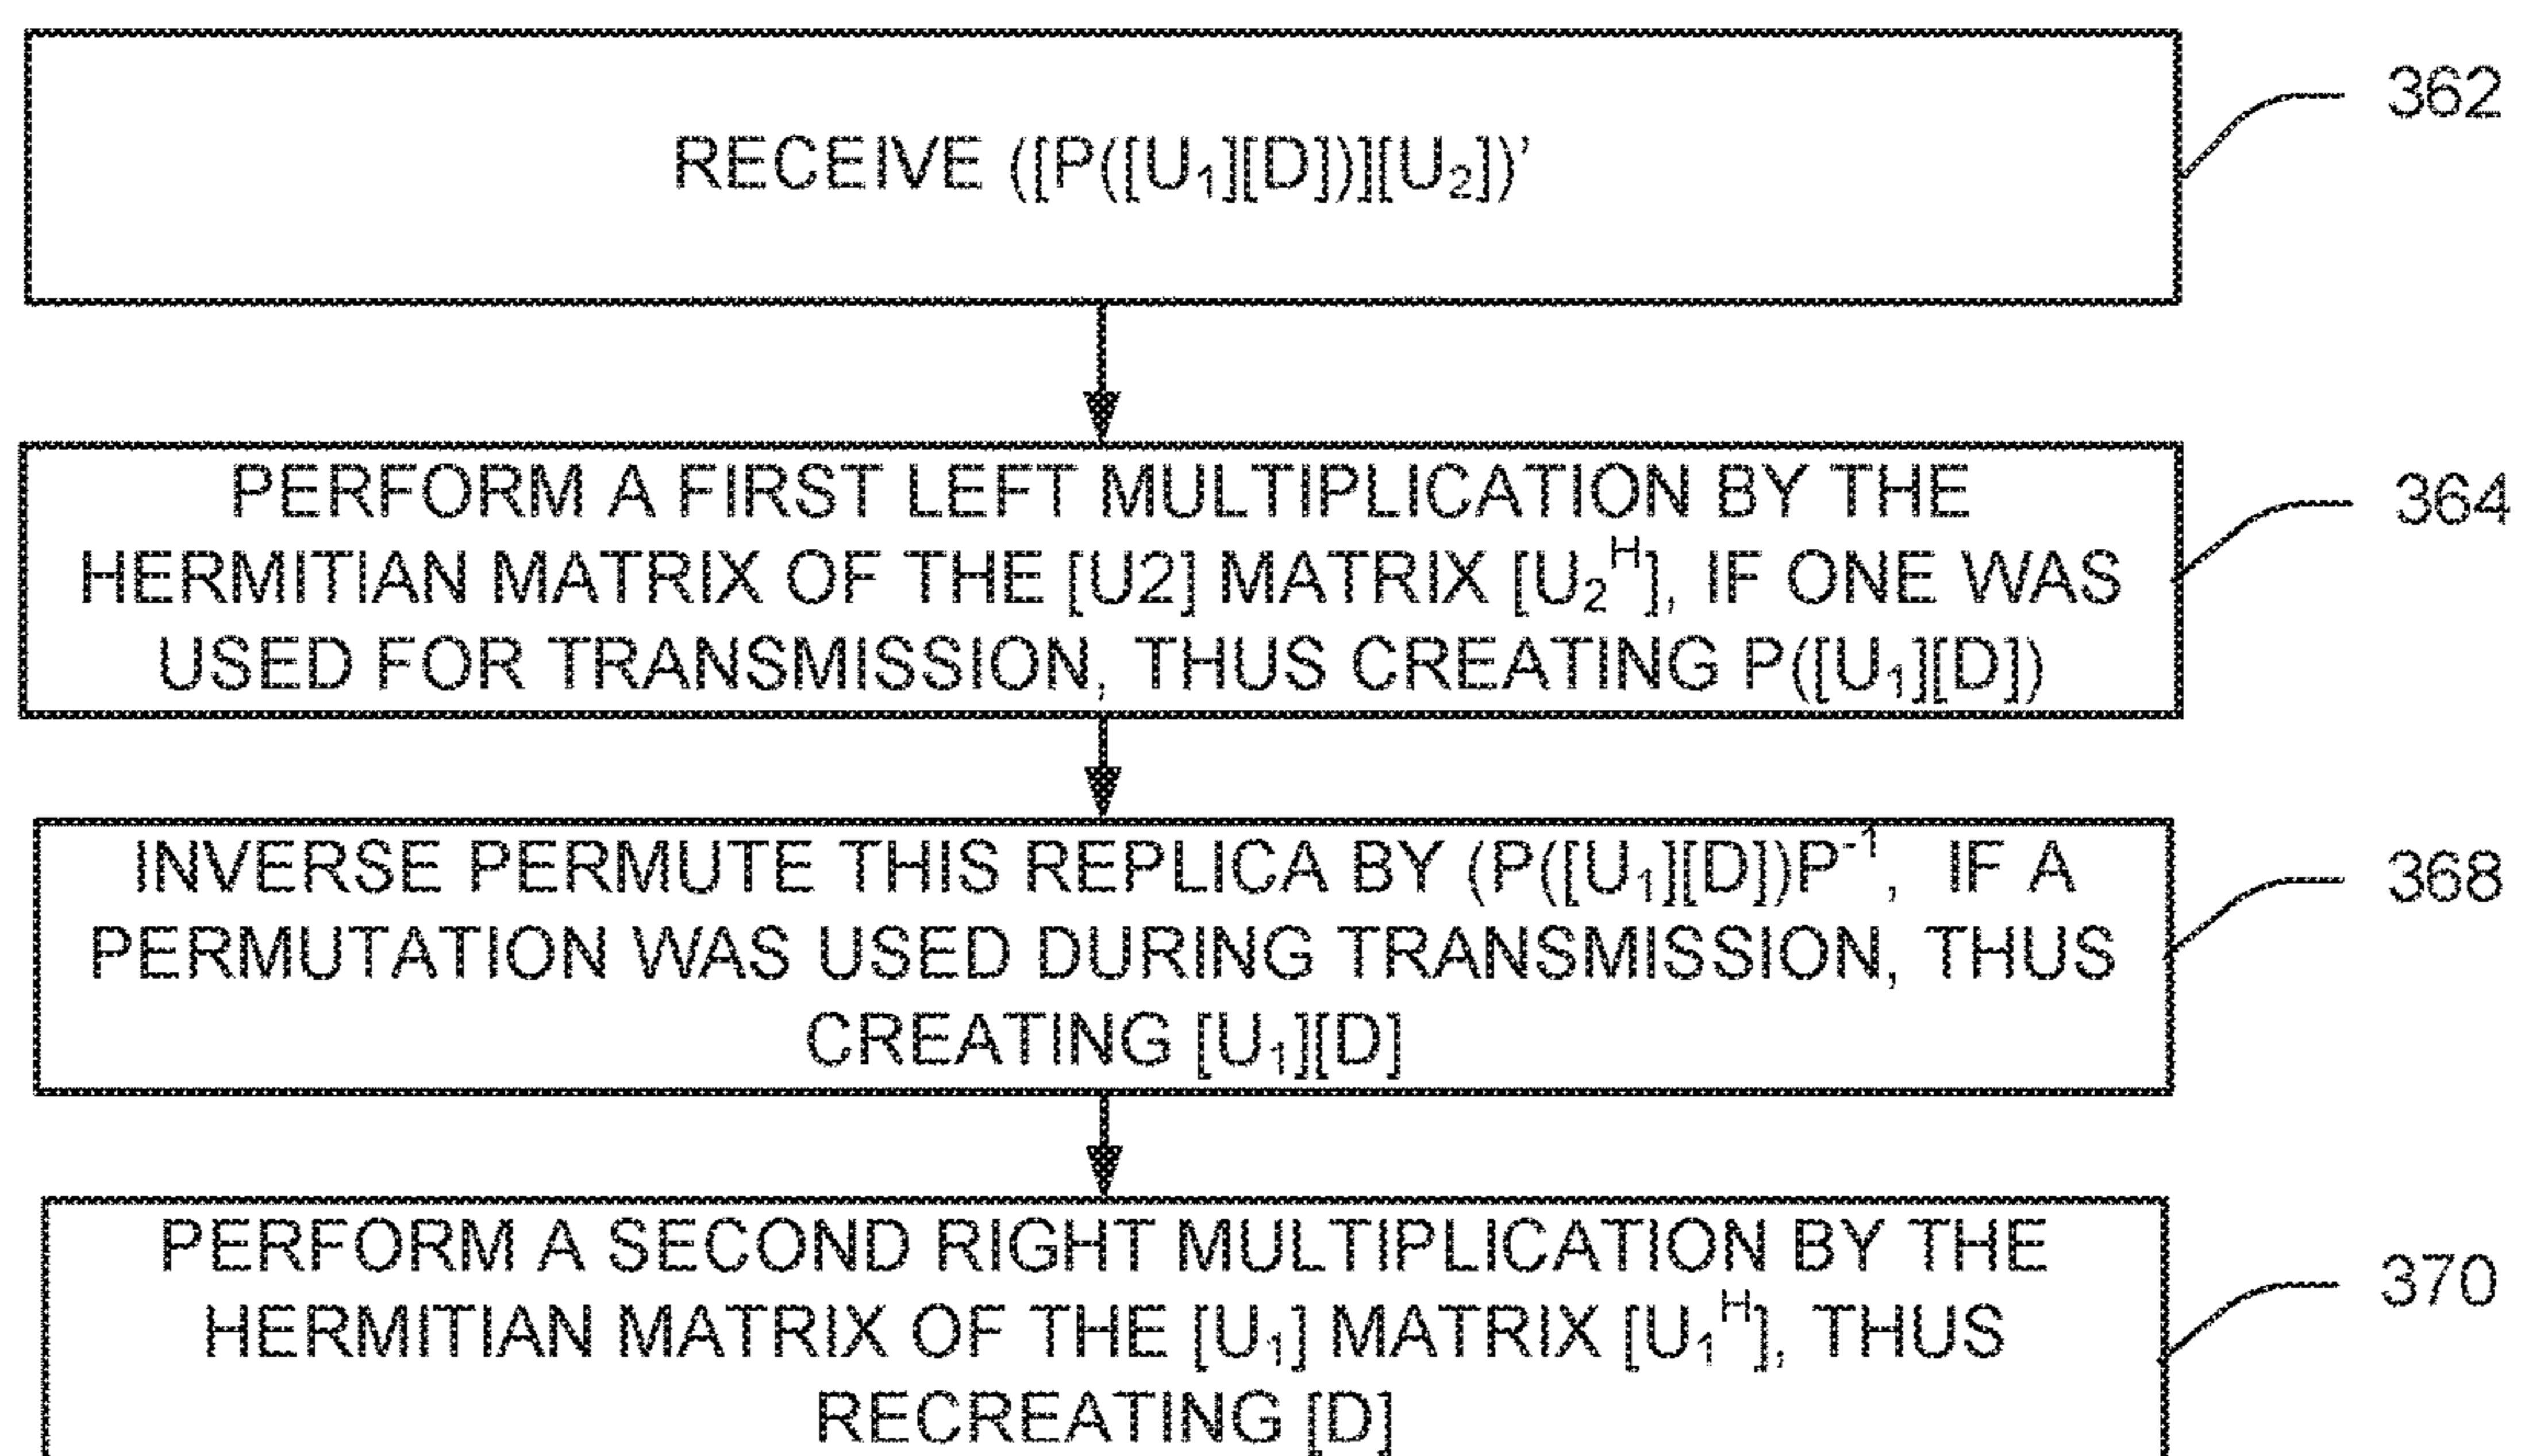 RECEIVE ([P([U₁][D])][U₂])’
362
PERFORM A FIRST LEFT MULTIPLICATION BY THE
HERMITIAN MATRIX OF THE [U2] MATRIX [U₂ᴴ], IF ONE WAS
USED FOR TRANSMISSION, THUS CREATING P([U₁][D])
364
INVERSE PERMUTE THIS REPLICA BY (P([U₁][D])P⁻¹, IF A
PERMUTATION WAS USED DURING TRANSMISSION, THUS
CREATING [U₁][D]
368
PERFORM A SECOND RIGHT MULTIPLICATION BY THE
HERMITIAN MATRIX OF THE [U₁] MATRIX [U₁ᴴ], THUS
RECREATING [D]
370